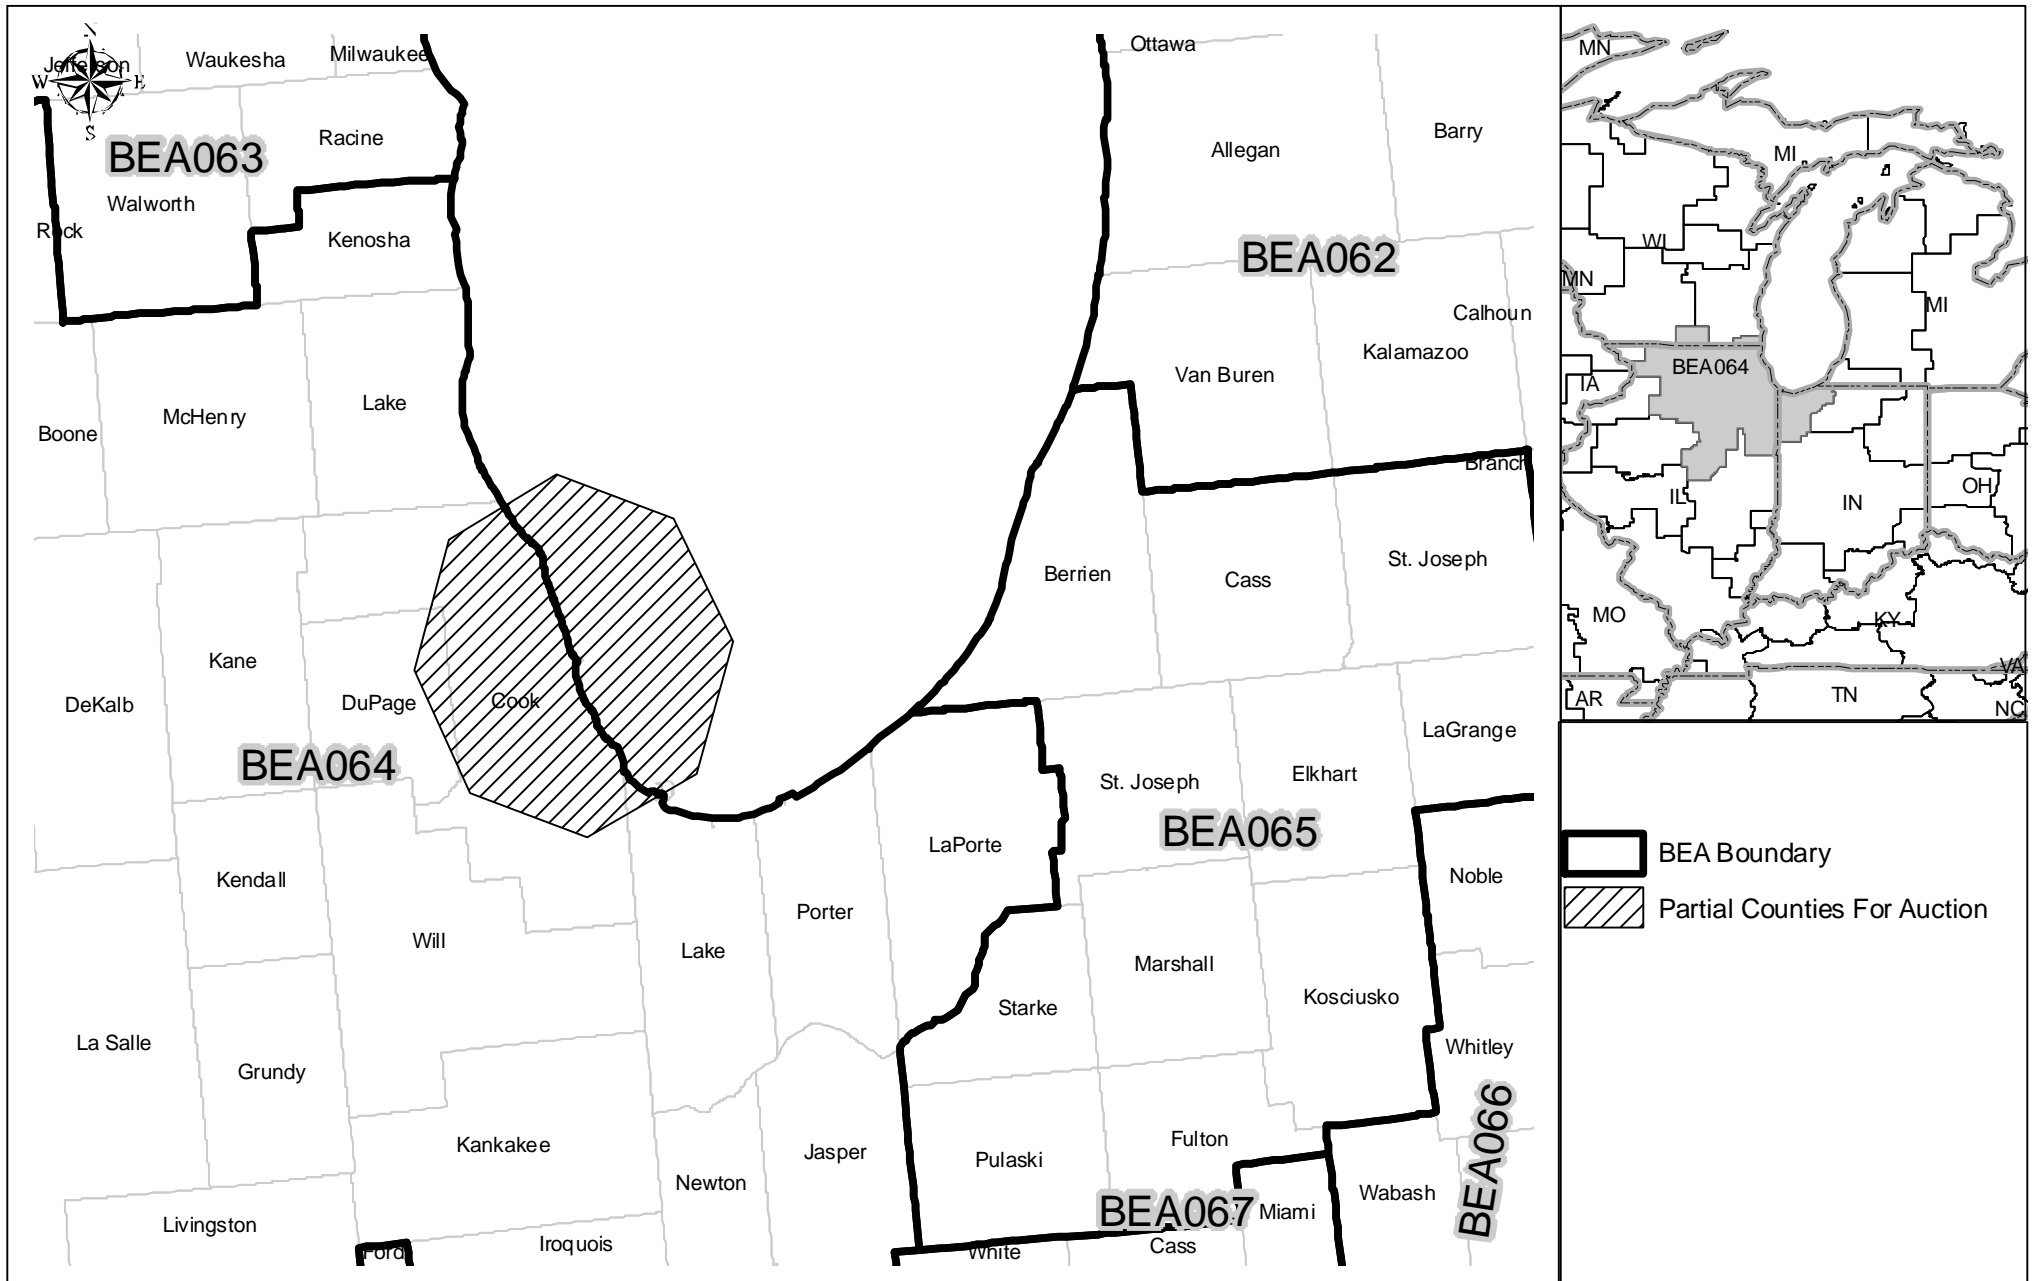 N
W
E
S
Jefferson
Waukesha
Milwaukee
Ottawa
BEA063
Racine
Walworth
Rock
Kenosha
Allegan
Barry
BEA062
Calhoun
Kalamazoo
Van Buren
Boone
McHenry
Lake
Branch
Berrien
Cass
St. Joseph
DeKalb
Kane
DuPage
Cook
BEA064
St. Joseph
Elkhart
LaGrange
BEA065
LaPorte
Noble
Kendall
Porter
Will
Lake
Marshall
Kosciusko
Starke
La Salle
Grundy
Whitley
BEA066
Kankakee
Jasper
Pulaski
Fulton
Newton
Wabash
BEA067
Miami
Livingston
Ford
Iroquois
White
Cass
MN
MI
WI
MN
MI
BEA064
IA
IL
IN
OH
MO
KY
VA
AR
TN
NC
BEA Boundary
Partial Counties For Auction